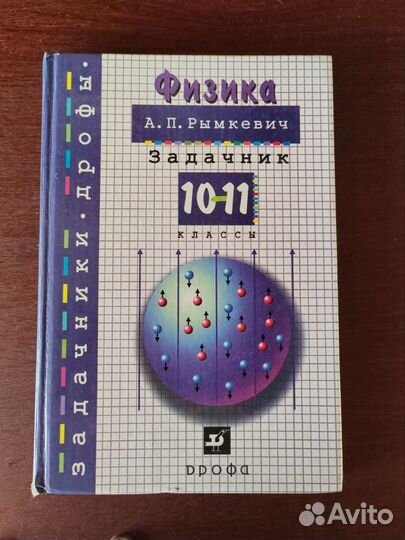 Физика
А.П.Рымкевич
Задачник
10-11
классы
задачники.дрофы.
дрофа
Avito